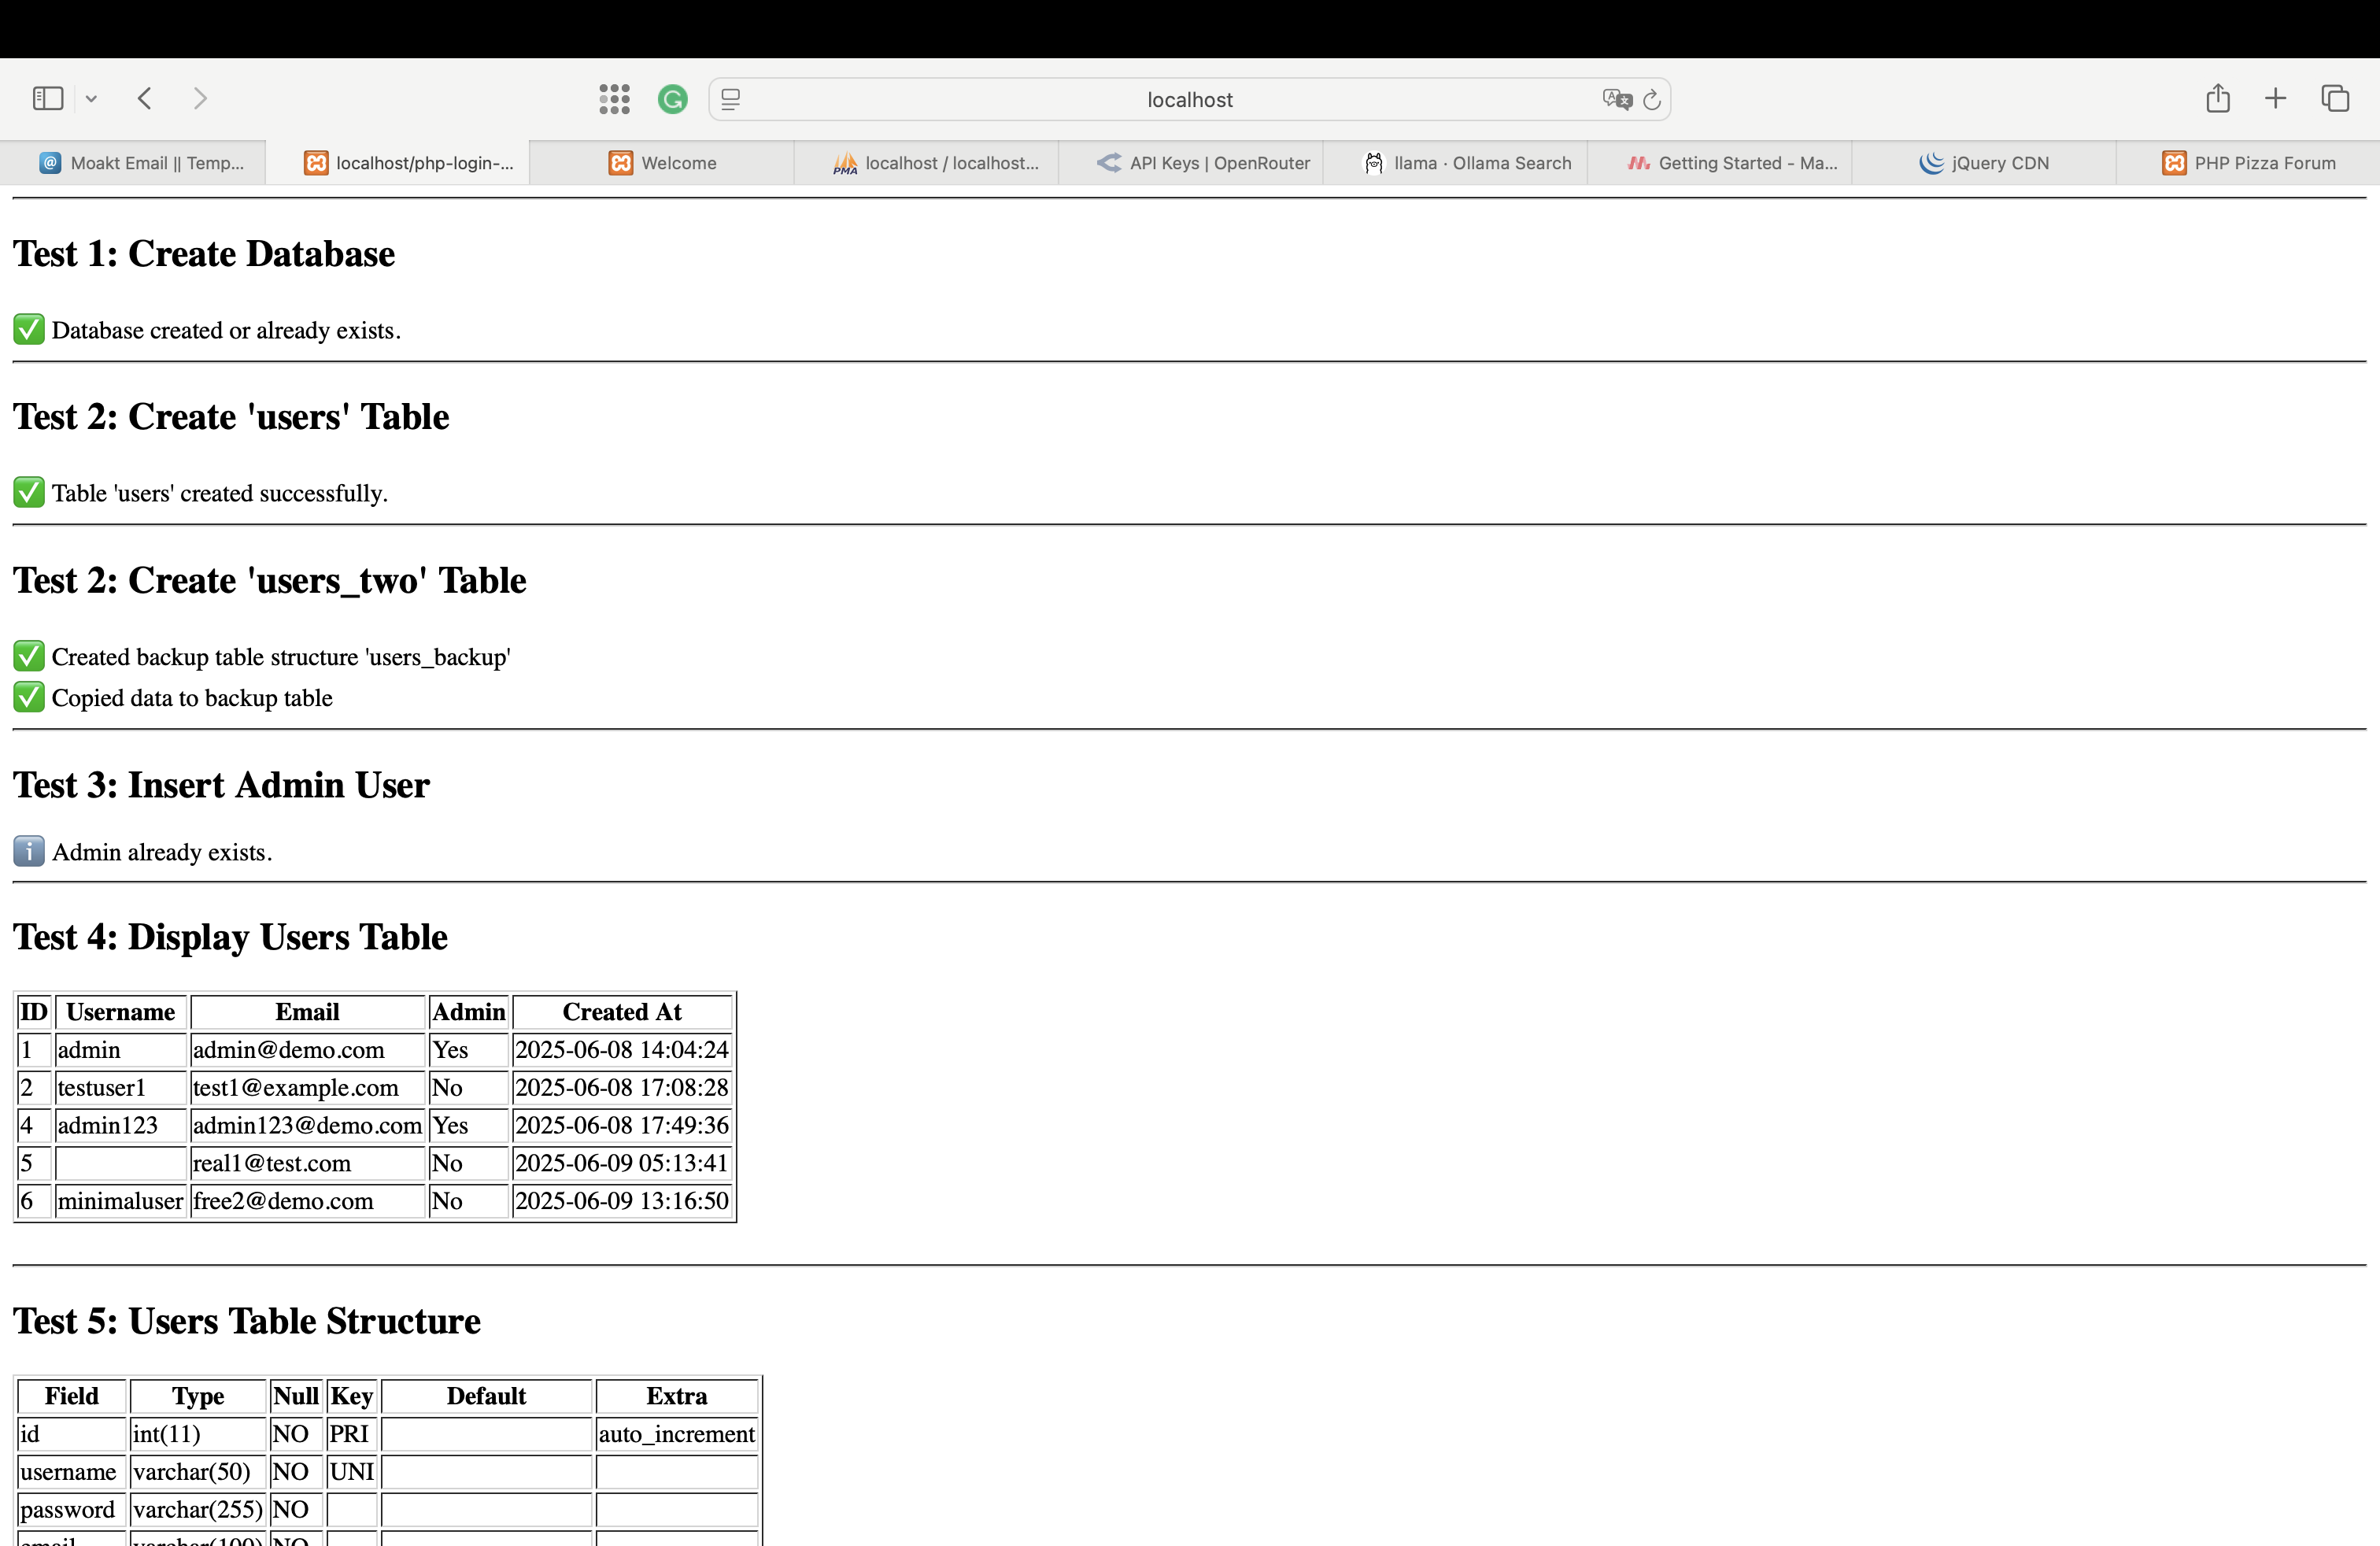 localhost
Moakt Email || Temp...
localhost/php-login-...
Welcome
PMA localhost / localhost...
API Keys | OpenRouter
llama · Ollama Search
Getting Started - Ma...
jQuery CDN
PHP Pizza Forum
Test 1: Create Database
✅ Database created or already exists.
Test 2: Create 'users' Table
✅ Table 'users' created successfully.
Test 2: Create 'users_two' Table
✅ Created backup table structure 'users_backup'
✅ Copied data to backup table
Test 3: Insert Admin User
ℹ️ Admin already exists.
Test 4: Display Users Table
ID Username Email Admin Created At
1 admin admin@demo.com Yes 2025-06-08 14:04:24
2 testuser1 test1@example.com No 2025-06-08 17:08:28
4 admin123 admin123@demo.com Yes 2025-06-08 17:49:36
5 real1@test.com No 2025-06-09 05:13:41
6 minimaluser free2@demo.com No 2025-06-09 13:16:50
Test 5: Users Table Structure
Field Type Null Key Default Extra
id int(11) NO PRI auto_increment
username varchar(50) NO UNI
password varchar(255) NO
email varchar(100) NO